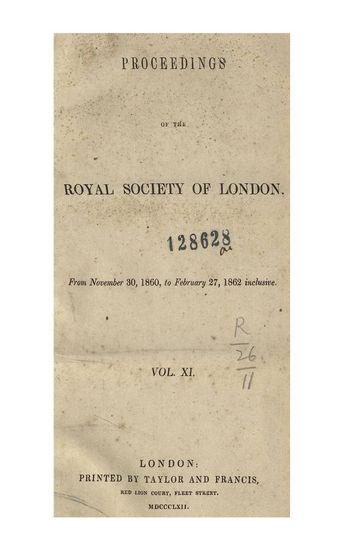 PROCEEDINGS
OF THE
ROYAL SOCIETY OF LONDON.
128628
From November 30, 1860, to February 27, 1862 inclusive.
R
26
11
VOL. XI.
LONDON:
PRINTED BY TAYLOR AND FRANCIS,
RED LION COURT, FLEET STREET.
MDCCCLXII.